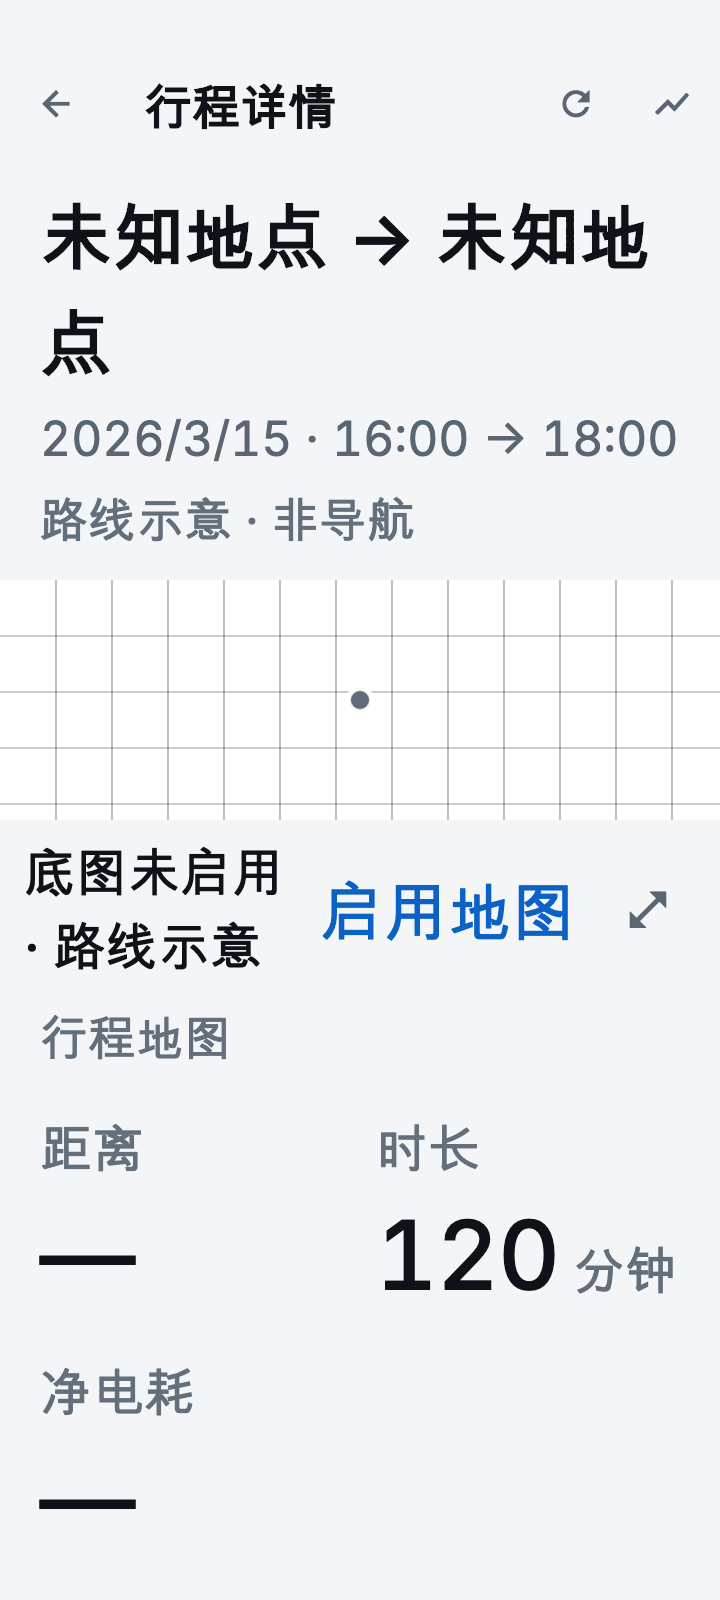 行程详情
未知地点 → 未知地
点
2026/3/15 · 16:00 → 18:00
路线示意 · 非导航
底图未启用
· 路线示意
启用地图
行程地图
距离
时长
—
120 分钟
净电耗
—